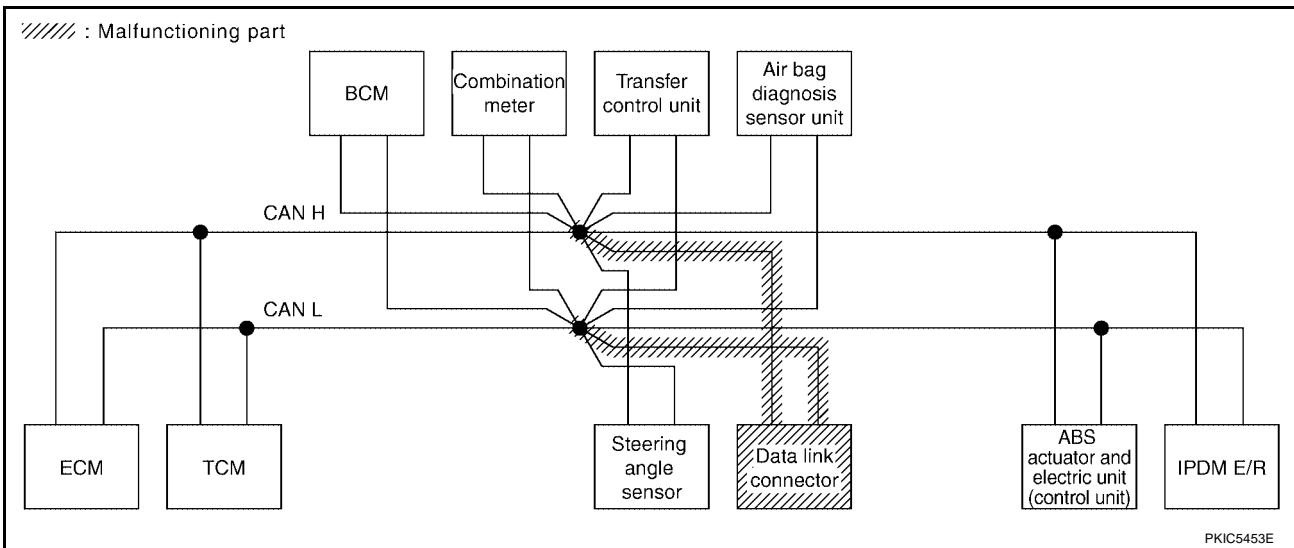 : Malfunctioning part
BCM
Combination
meter
Transfer
control unit
Air bag
diagnosis
sensor unit
CAN H
CAN L
ECM
TCM
Steering
angle
sensor
Data link
connector
ABS
actuator and
electric unit
(control unit)
IPDM E/R
PKIC5453E